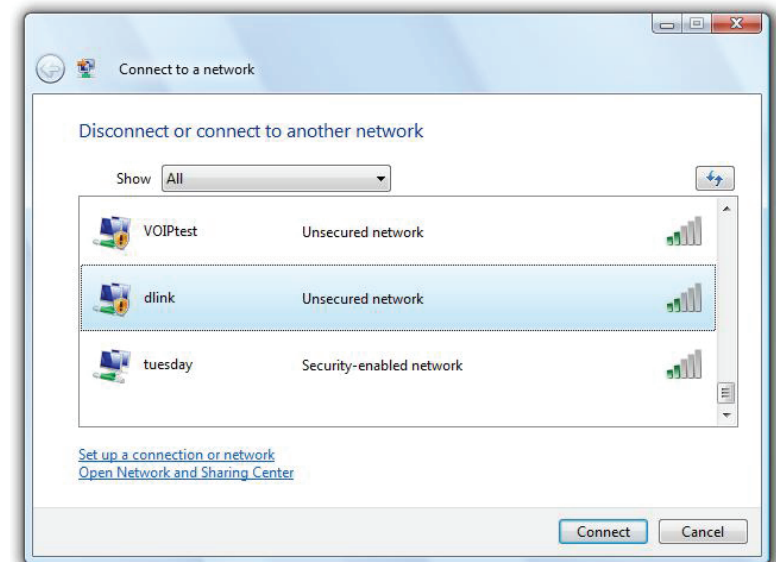 Connect to a network
Disconnect or connect to another network
Show All
VOIPtest Unsecured network
dlink Unsecured network
tuesday Security-enabled network
Set up a connection or network
Open Network and Sharing Center
Connect Cancel